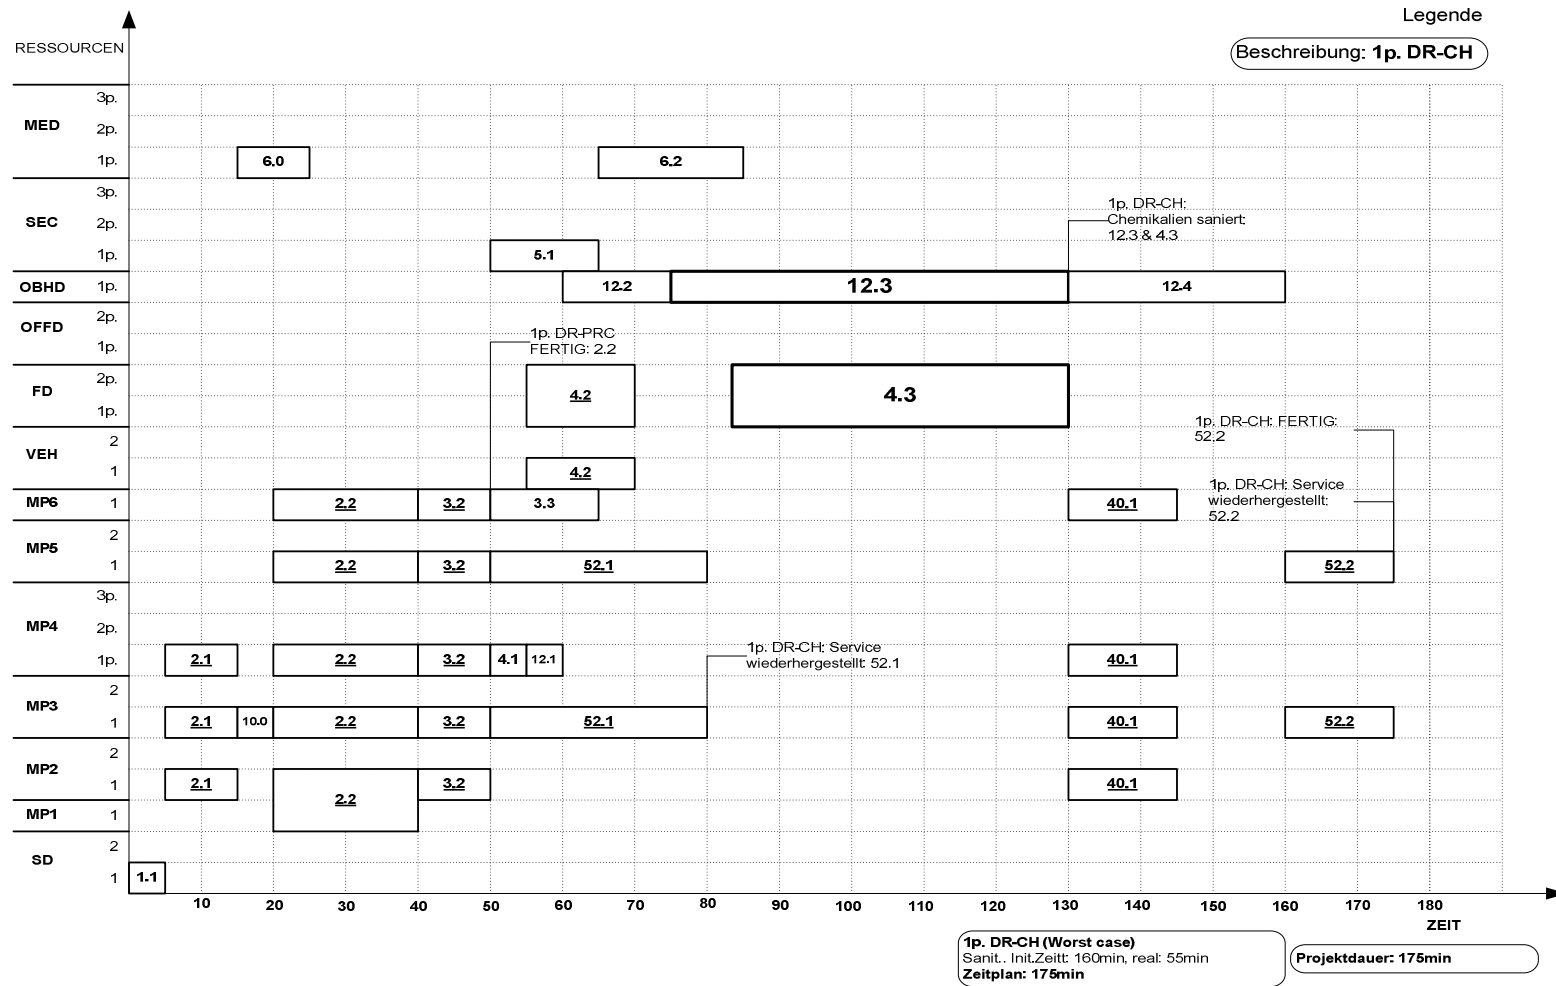 Legende
RESSOURCEN
Beschreibung: 1p. DR-CH
3p.
MED
2p.
1p.
6.0
6.2
3p.
SEC
2p.
1p.
5.1
1p. DR-CH:
Chemikalien saniert:
12.3 & 4.3
OBHD
1p.
12.2
12.3
12.4
2p.
OFFD
1p.
1p. DR-PRC
FERTIG: 2.2
2p.
FD
1p.
4.2
4.3
2
VEH
1
4.2
1p. DR-CH: FERTIG:
52.2
1p. DR-CH: Service
wiederhergestellt:
52.2
MP6
1
2.2
3.2
3.3
40.1
2
MP5
1
2.2
3.2
52.1
52.2
3p.
MP4
2p.
1p.
2.1
2.2
3.2
4.1
12.1
40.1
1p. DR-CH: Service
wiederhergestellt: 52.1
2
MP3
1
2.1
10.0
2.2
3.2
52.1
40.1
52.2
2
MP2
1
2.1
2.2
3.2
40.1
MP1
1
2
SD
1
1.1
10 20 30 40 50 60 70 80 90 100 110 120 130 140 150 160 170 180
ZEIT
1p. DR-CH (Worst case)
Sanit.. Init.Zeitt: 160min, real: 55min
Zeitplan: 175min
Projektdauer: 175min